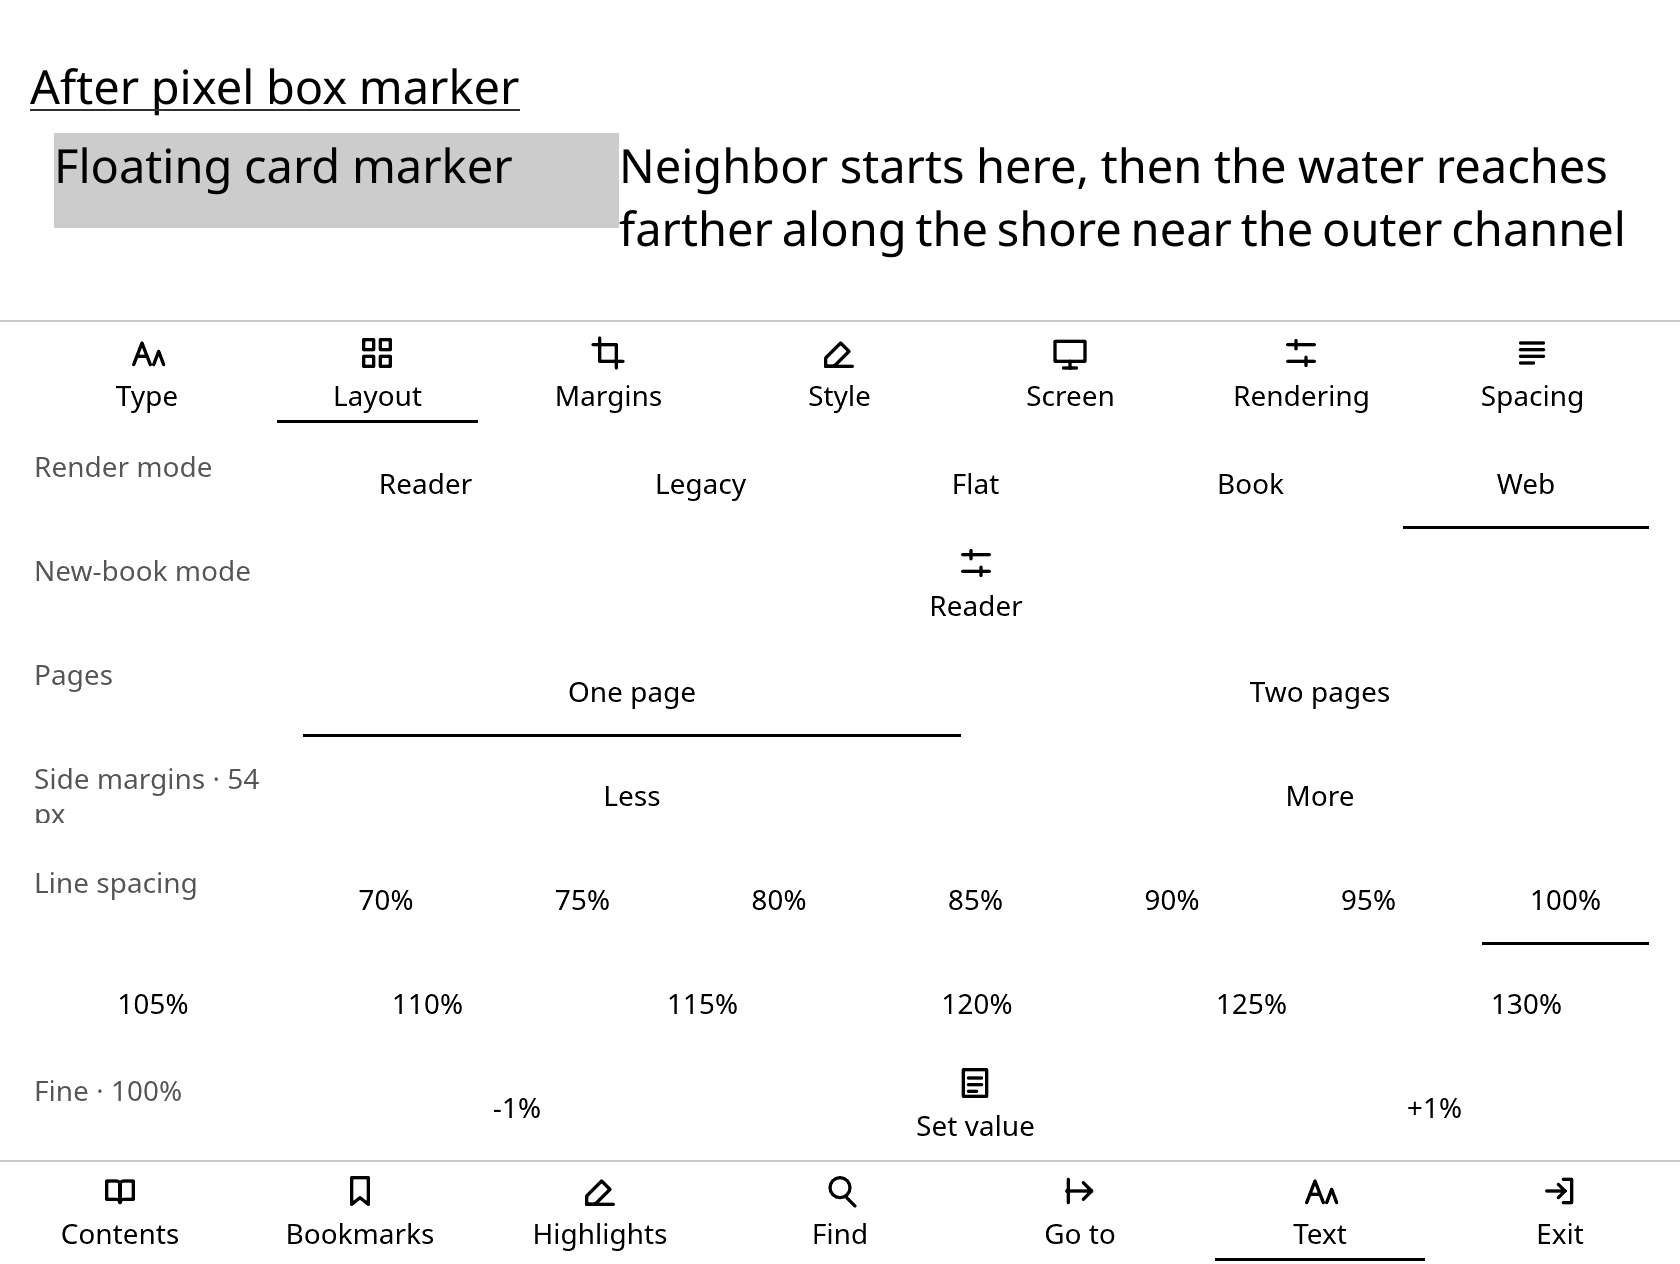 After pixel box marker
Floating card marker
Neighbor starts here, then the water reaches
farther along the shore near the outer channel
Type Layout Margins Style Screen Rendering Spacing
Render mode Reader Legacy Flat Book Web
New-book mode Reader
Pages One page Two pages
Side margins · 54
px
Less More
Line spacing 70% 75% 80% 85% 90% 95% 100%
105% 110% 115% 120% 125% 130%
Fine · 100% -1% Set value +1%
Contents Bookmarks Highlights Find Go to Text Exit